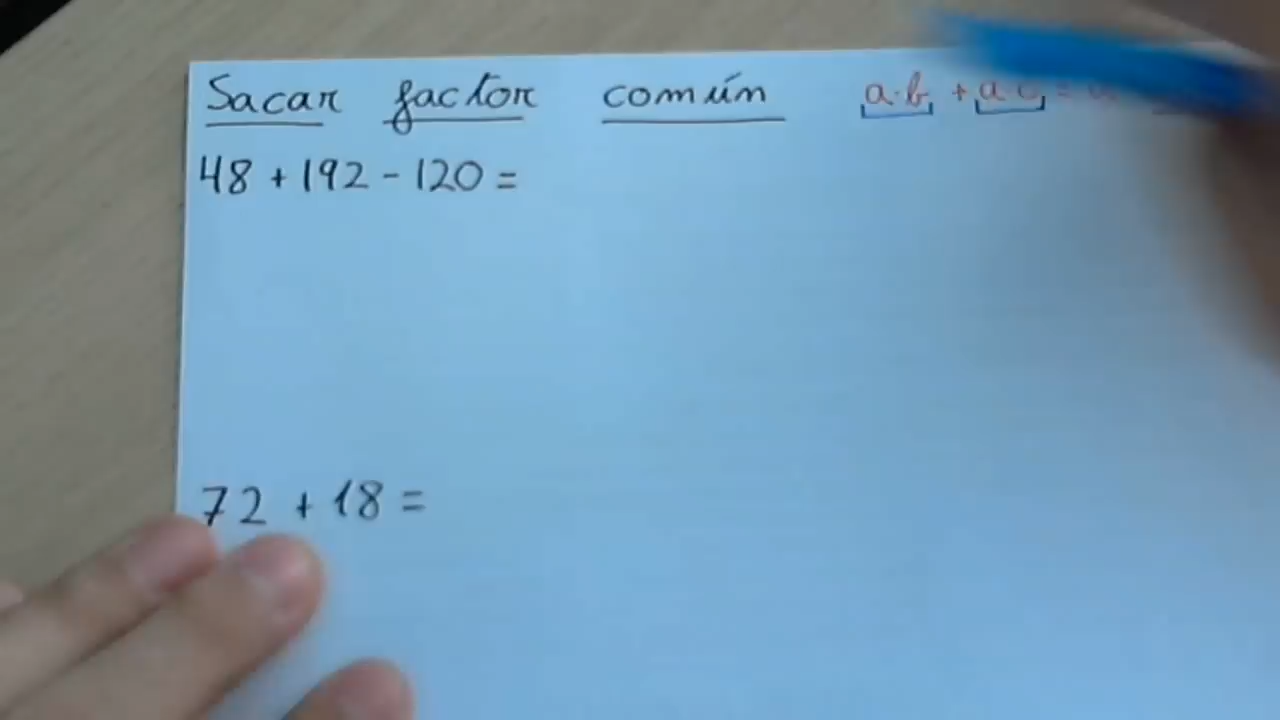 Sacar factor común a·b + a c =
48 + 192 - 120 =
72 + 18 =